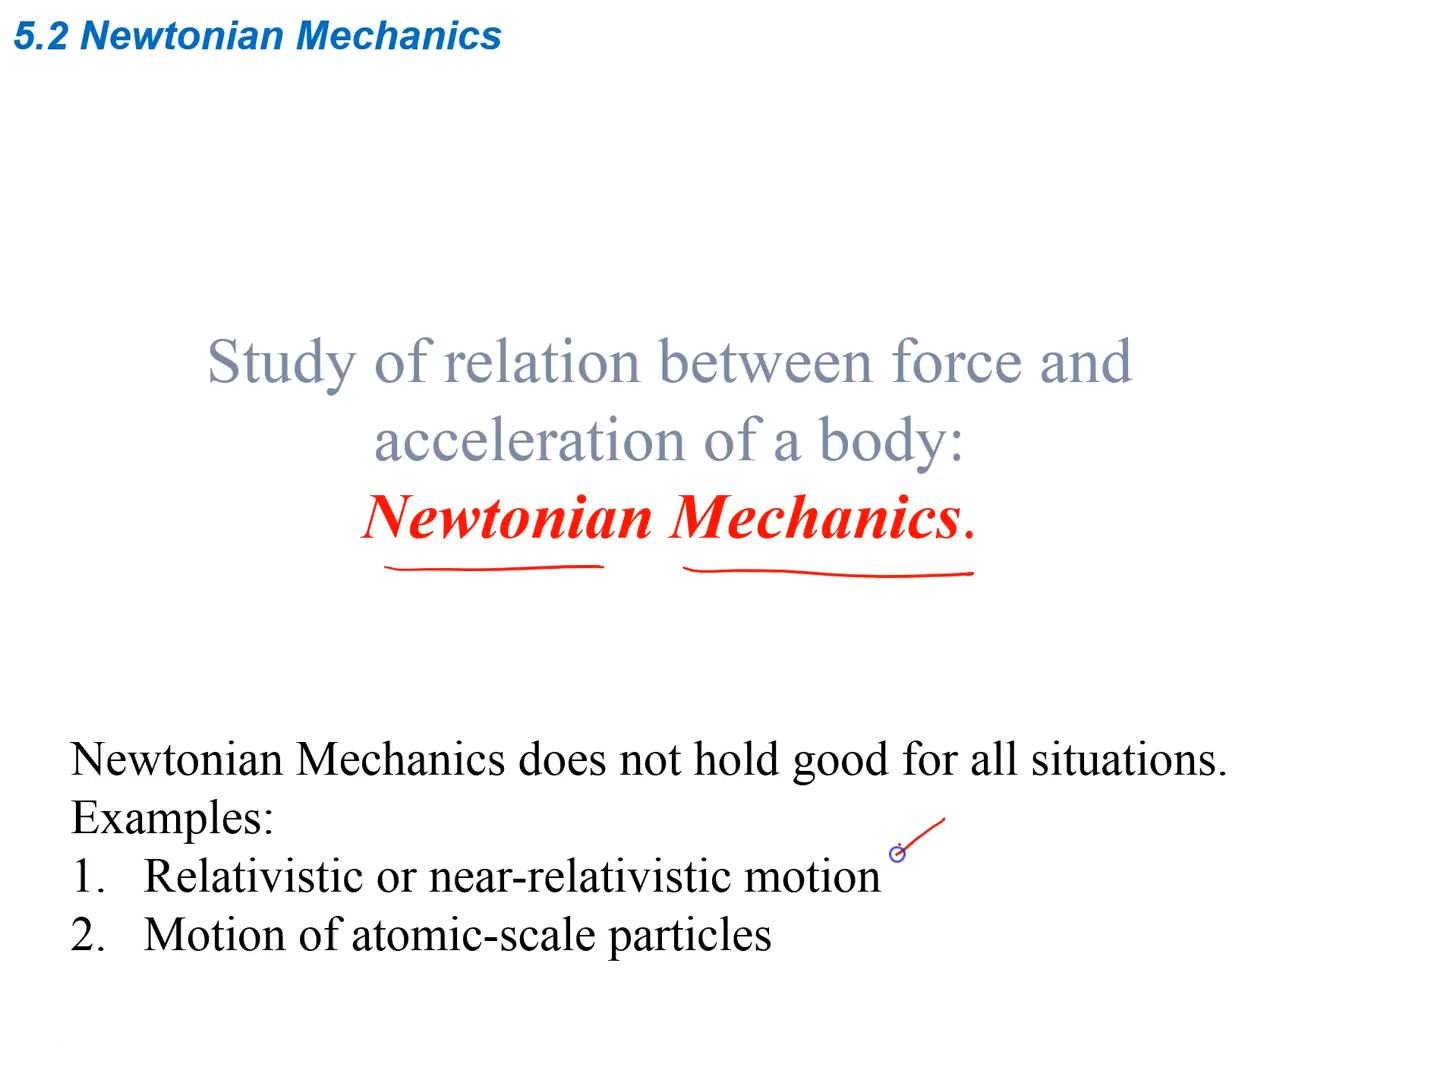 5.2 Newtonian Mechanics
Study of relation between force and
acceleration of a body:
Newtonian Mechanics.
Newtonian Mechanics does not hold good for all situations.
Examples:
1. Relativistic or near-relativistic motion
2. Motion of atomic-scale particles